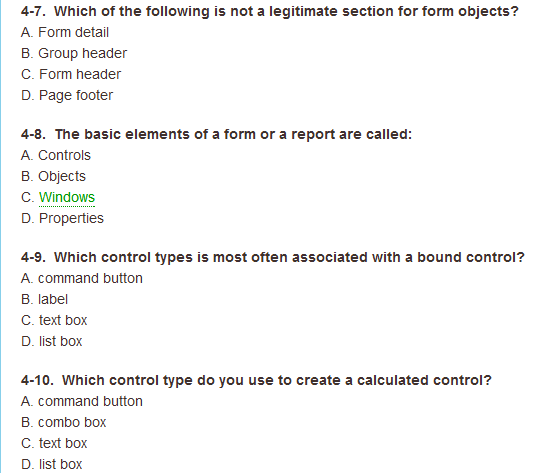 4-7. Which of the following is not a legitimate section for form objects?
A. Form detail
B. Group header
C. Form header
D. Page footer
4-8. The basic elements of a form or a report are called:
A. Controls
B. Objects
C. Windows
D. Properties
4-9. Which control types is most often associated with a bound control?
A. command button
B. label
C. text box
D. list box
4-10. Which control type do you use to create a calculated control?
A. command button
B. combo box
C. text box
D. list box